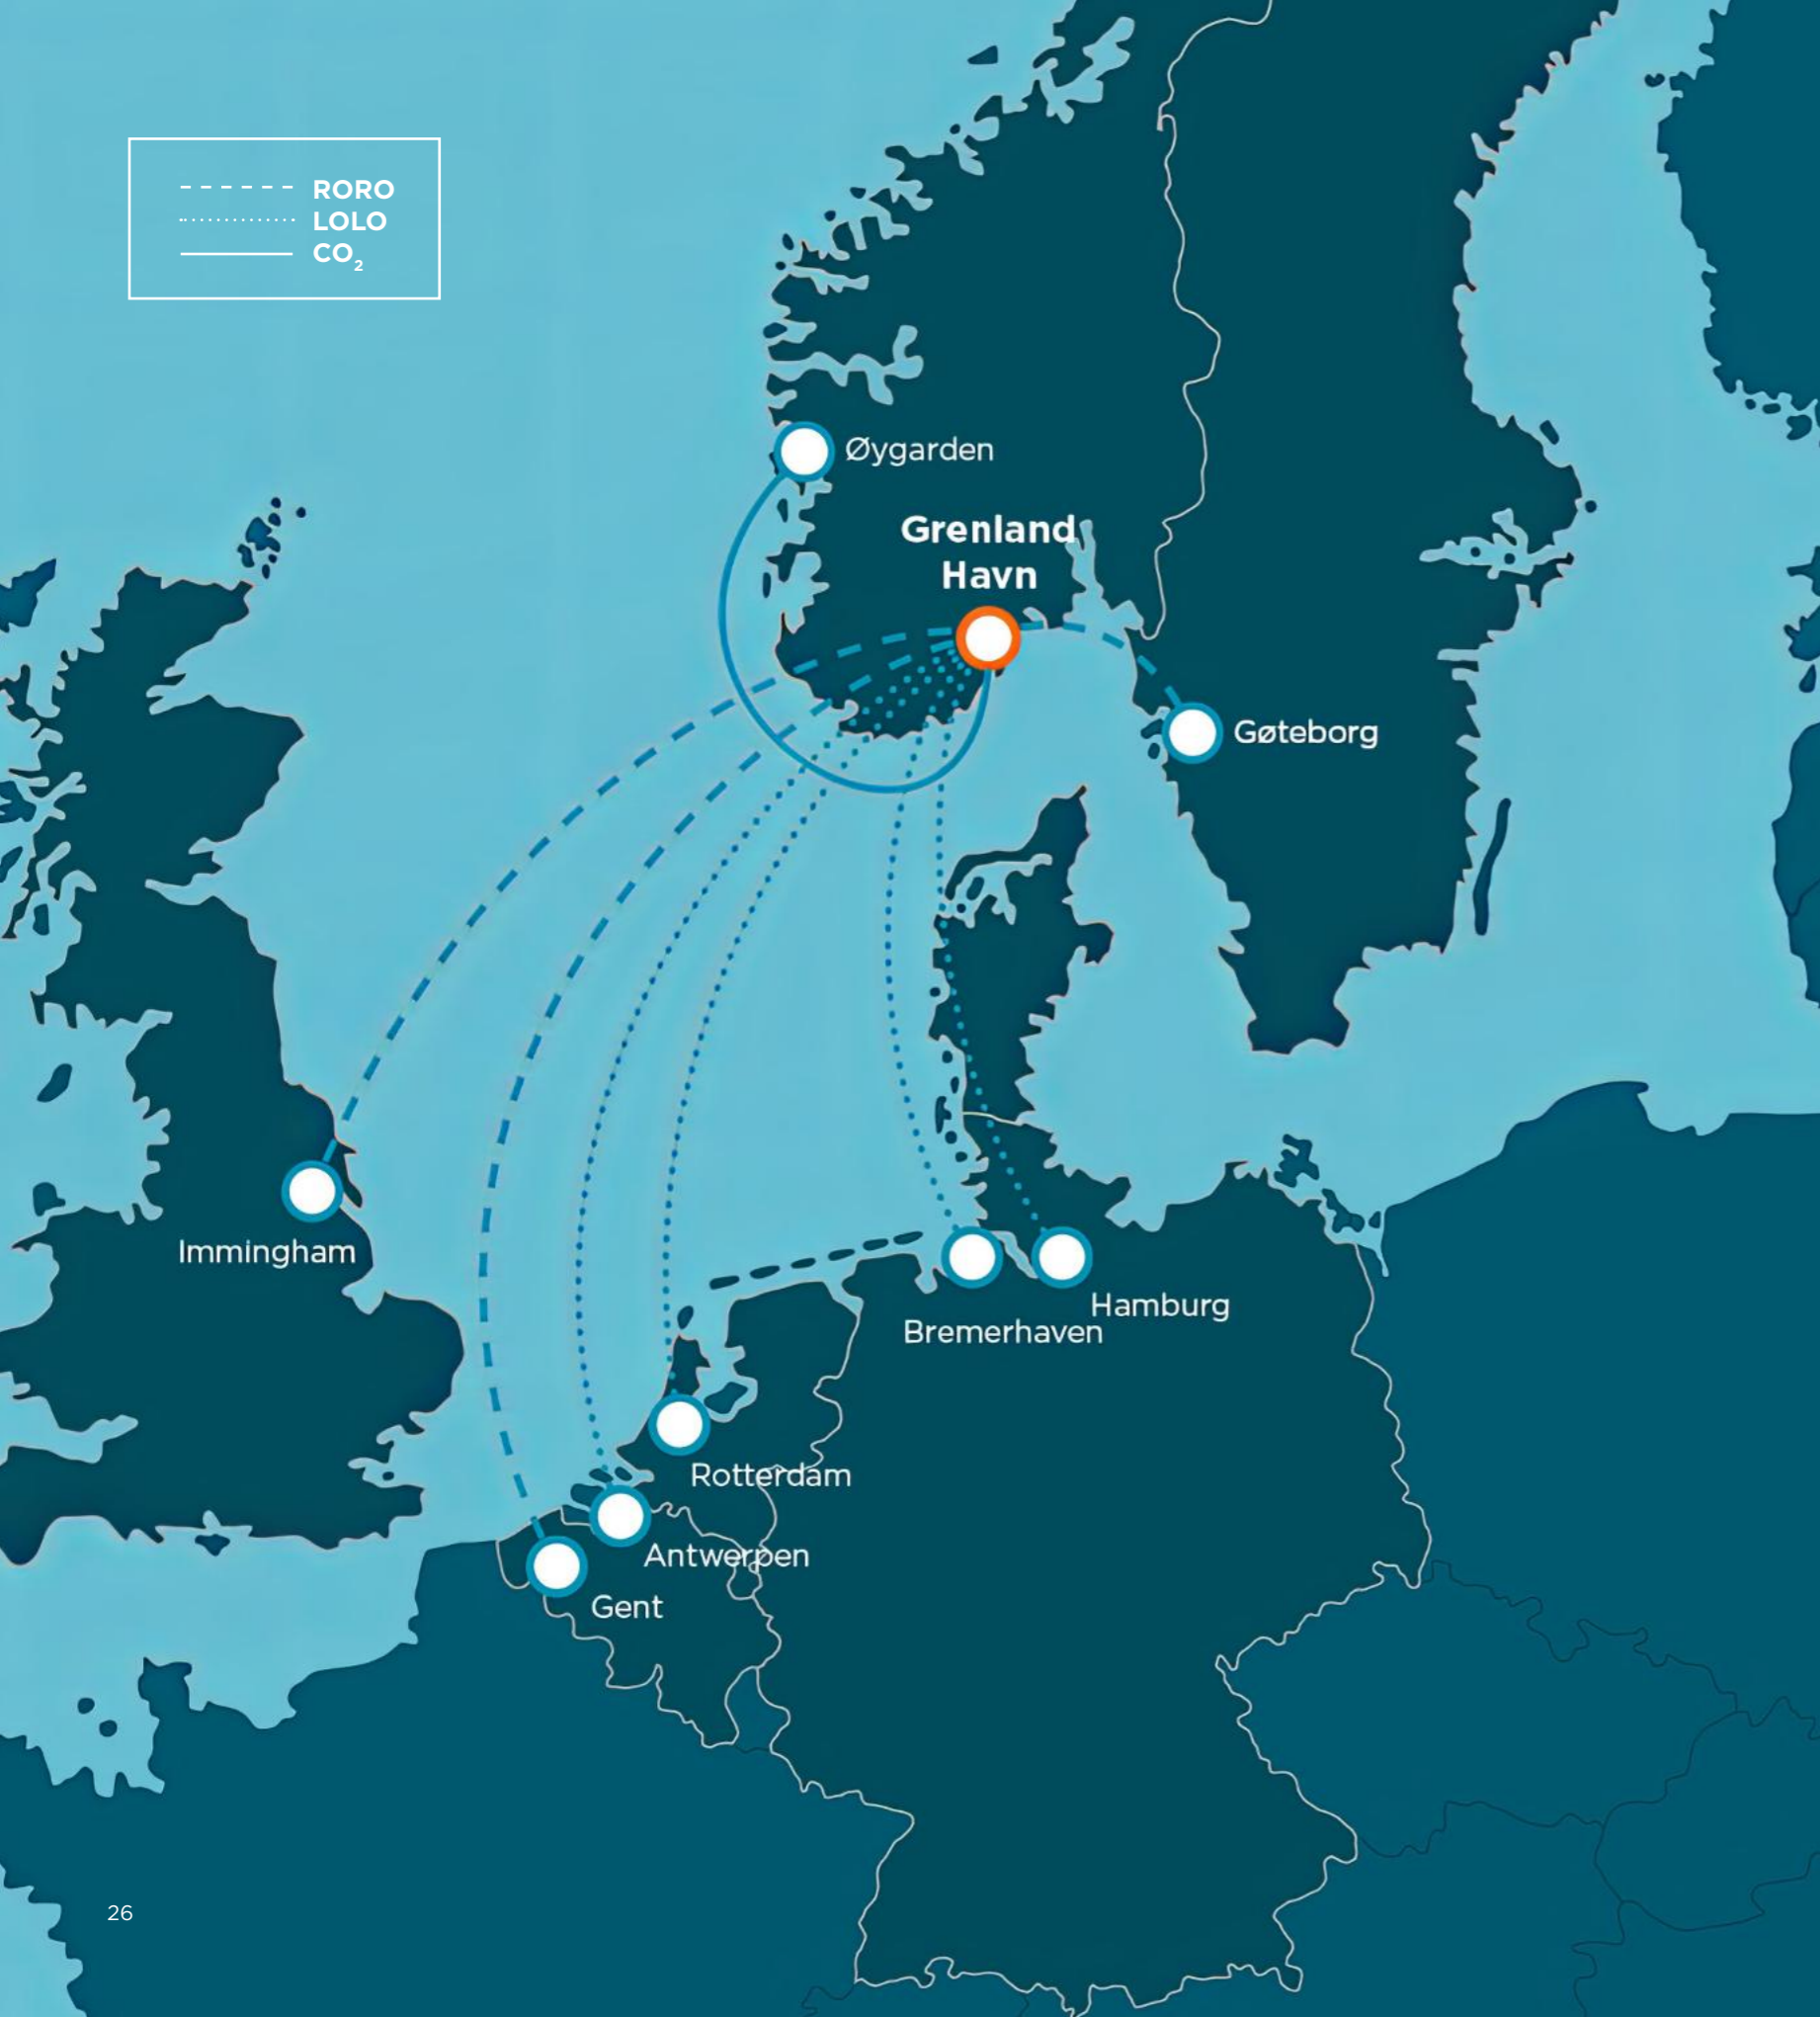 RORO
LOLO
CO₂
Øygarden
Grenland
Havn
Gøteborg
Immingham
Hamburg
Bremerhaven
Rotterdam
Antwerpen
Gent
26